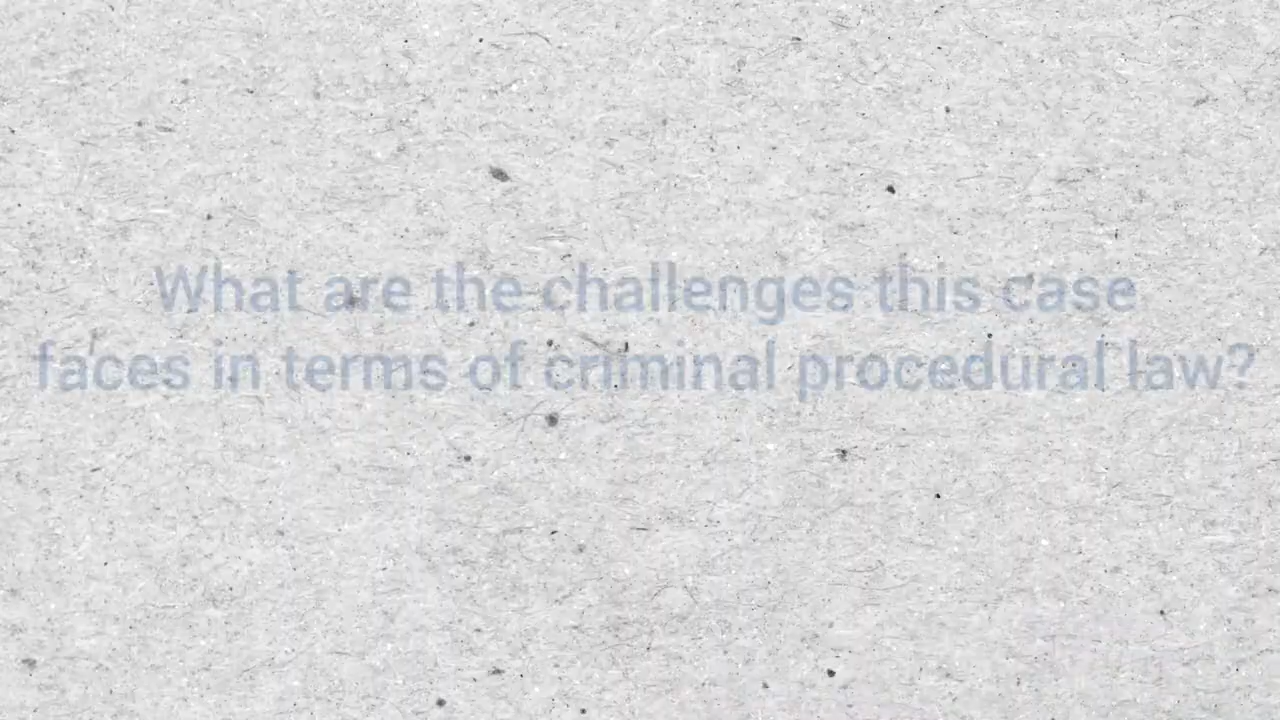 What are the challenges this case
faces in terms of criminal procedural law?